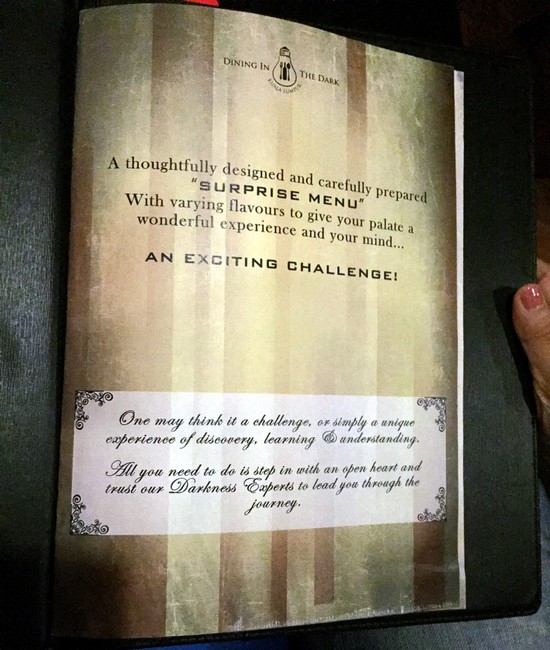 DINING IN THE DARK
KUALA LUMPUR
A thoughtfully designed and carefully prepared
"SURPRISE MENU"
With varying flavours to give your palate a
wonderful experience and your mind...
AN EXCITING CHALLENGE!
One may think it a challenge, or simply a unique
experience of discovery, learning & understanding.
All you need to do is step in with an open heart and
trust our Darkness Experts to lead you through the
journey.